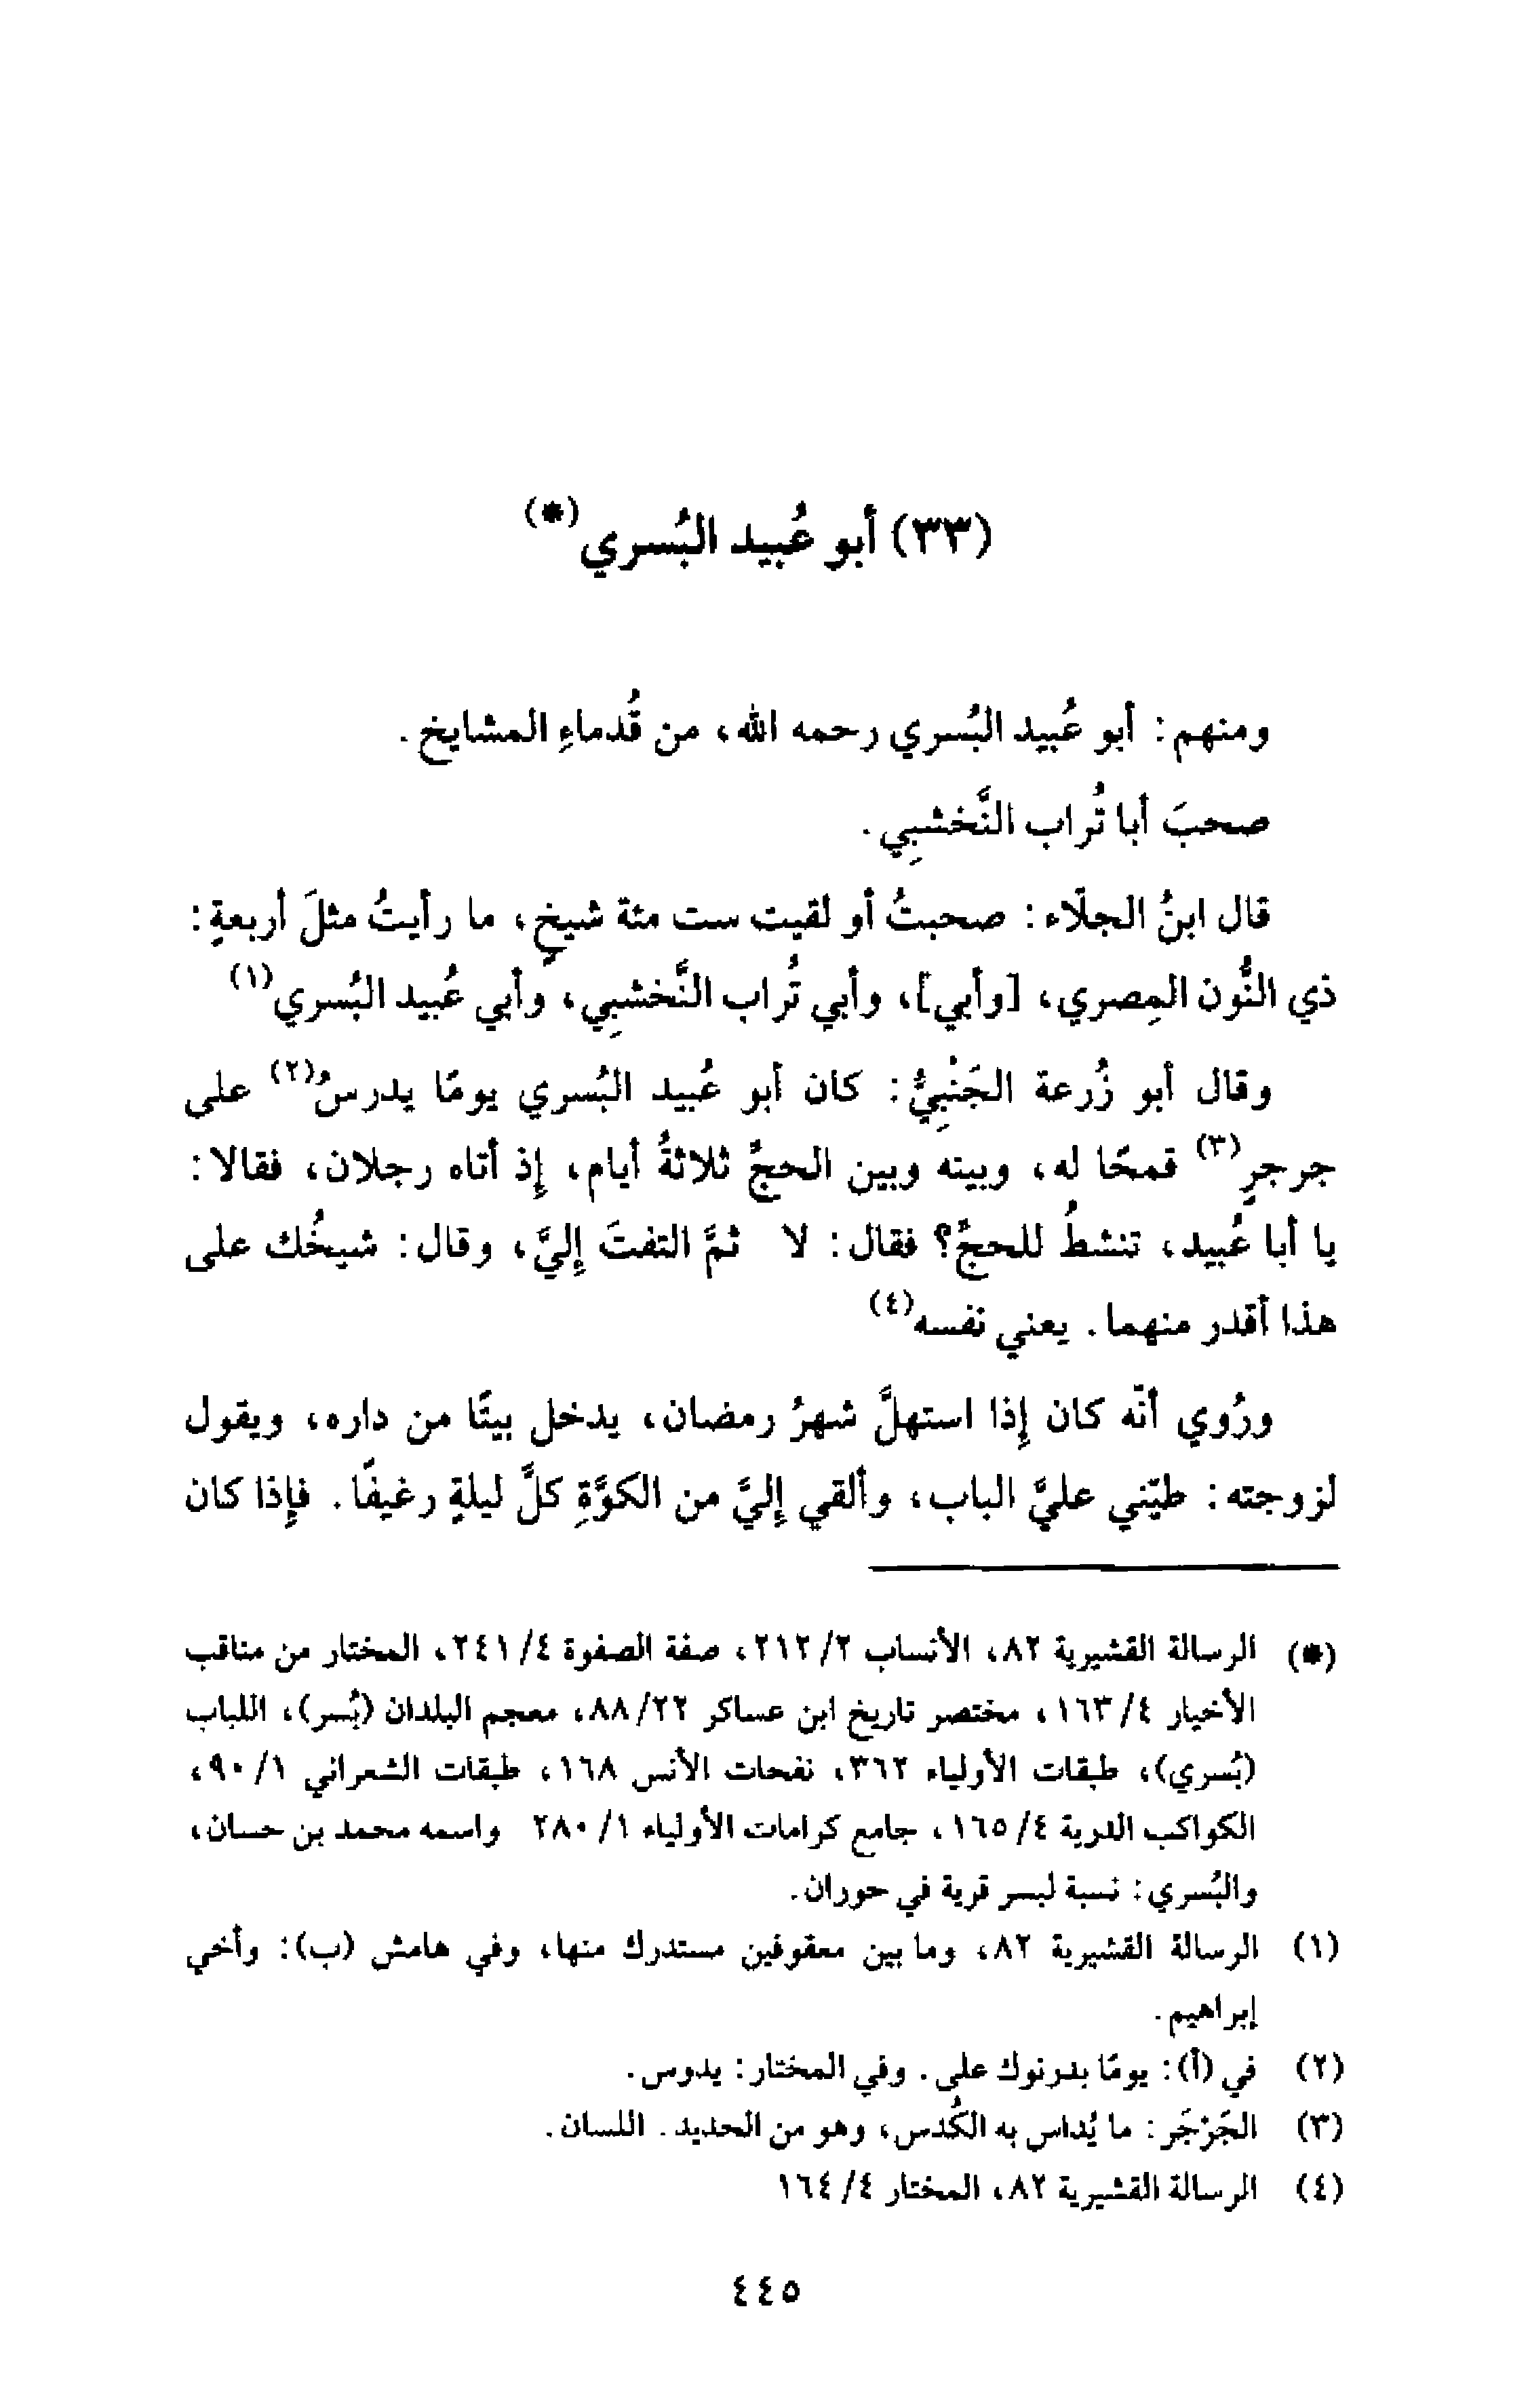 (٣٣) أبو عُبيد البُسري(*)
ومنهم: أبو عُبيد البُسري رحمه الله، من قُدماءِ المشايخ.
صحبَ أبا تُراب النَّخشبِي.
قال ابنُ الجلاّء: صحبتُ أو لقيت ست مئة شيخٍ، ما رأيتُ مثلَ أربعةٍ:
ذي النُّون المِصري، [وأبي]، وأبي تُراب النَّخشبِي، وأبي عُبيد البُسري(١)
وقال أبو زُرعة الجَنْبِيُّ: كان أبو عُبيد البُسري يومًا يدرسُ(٢) على
جرجرٍ(٣) قمحًا له، وبينه وبين الحجِّ ثلاثةُ أيام، إذ أتاه رجلان، فقالا:
يا أبا عُبيد، تنشطُ للحجِّ؟ فقال: لا ثمَّ التفتَ إليَّ، وقال: شيخُك على
هذا أقدر منهما. يعني نفسه(٤)
ورُوي أنّه كان إذا استهلَّ شهرُ رمضان، يدخل بيتًا من داره، ويقول
لزوجته: طيّني عليَّ الباب، وألقي إليَّ من الكوَّةِ كلَّ ليلةٍ رغيفًا. فإذا كان
(*) الرسالة القشيرية ٨٢، الأنساب ٢/ ٢١٢، صفة الصفوة ٤/ ٢٤١، المختار من مناقب
الأخيار ٤/ ١٦٣، مختصر تاريخ ابن عساكر ٢٢/ ٨٨، معجم البلدان (بُسر)، اللباب
(بُسري)، طبقات الأولياء ٣٦٢، نفحات الأنس ١٦٨، طبقات الشعراني ١/ ٩٠،
الكواكب الدرية ٤/ ١٦٥، جامع كرامات الأولياء ١/ ٢٨٠ واسمه محمد بن حسان،
والبُسري: نسبة لبسر قرية في حوران.
(١) الرسالة القشيرية ٨٢، وما بين معقوفين مستدرك منها، وفي هامش (ب): وأخي
إبراهيم.
(٢) في (أ): يومًا بدرنوك على. وفي المختار: يدوس.
(٣) الجَرْجَر: ما يُداس به الكُدس، وهو من الحديد. اللسان.
(٤) الرسالة القشيرية ٨٢، المختار ٤/ ١٦٤
٤٤٥